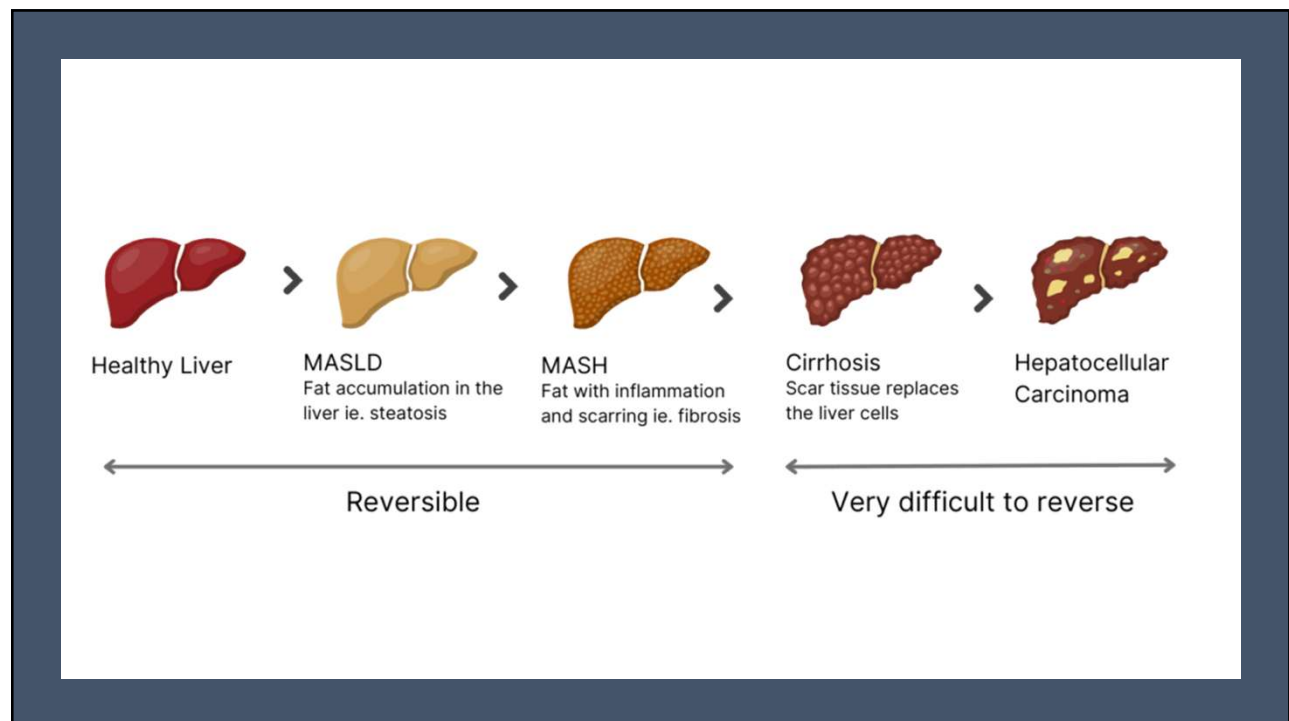 Healthy Liver
MASLD
Fat accumulation in the
liver ie. steatosis
MASH
Fat with inflammation
and scarring ie. fibrosis
Cirrhosis
Scar tissue replaces
the liver cells
Hepatocellular
Carcinoma
Reversible
Very difficult to reverse